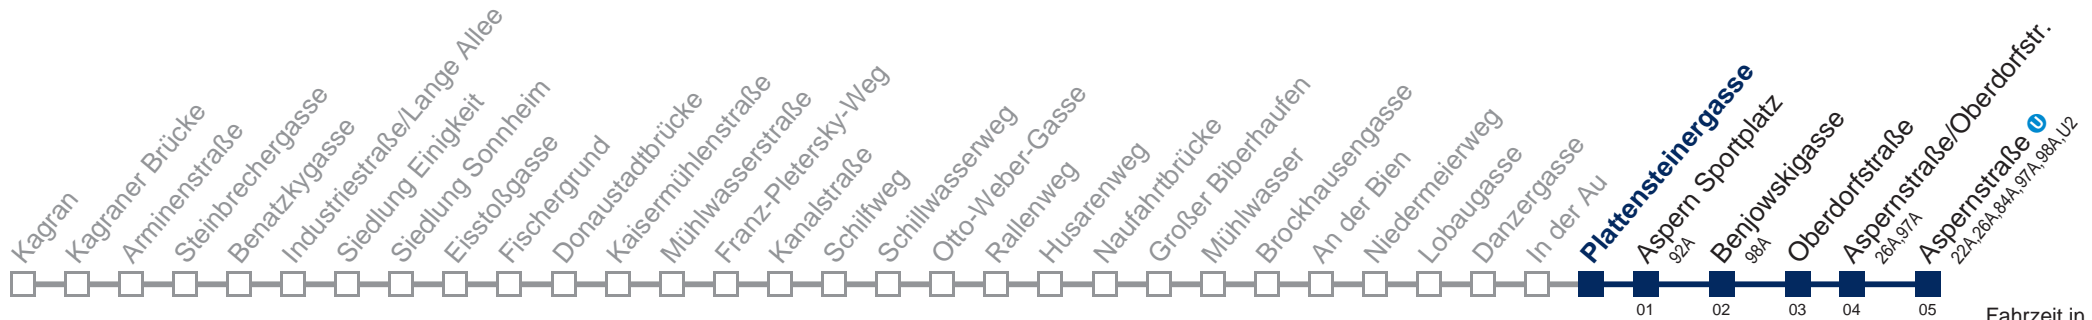 Kagran
Kagraner Brücke
Arminenstraße
Steinbrechergasse
Benatzkygasse
Industriestraße/Lange Allee
Siedlung Einigkeit
Siedlung Sonnheim
Eisstoßgasse
Fischergrund
Donaustadtbrücke
Kaisermühlenstraße
Mühlwasserstraße
Franz-Pletersky-Weg
Kanalstraße
Schilfweg
Schillwasserweg
Otto-Weber-Gasse
Rallenweg
Husarenweg
Naufahrtbrücke
Großer Biberhaufen
Mühlwasser
Brockhausengasse
An der Bien
Niedermeierweg
Lobaugasse
Danzergasse
In der Au
Plattensteinergasse
Aspern Sportplatz
92A
Benjowskigasse
98A
Oberdorfstraße
Aspernstraße/Oberdorfstr.
26A,97A
Aspernstraße U
22A,26A,84A,97A,98A,U2
01
02
03
04
05
Fahrzeit in